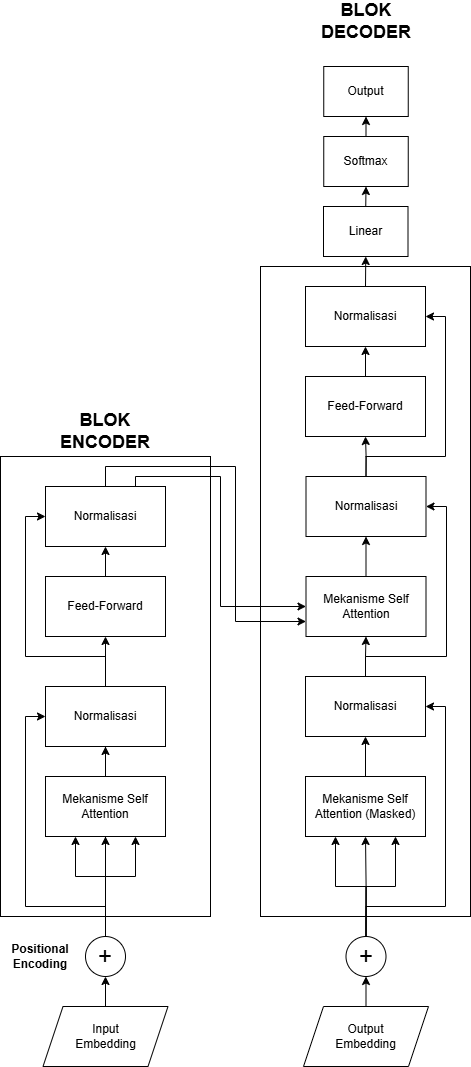 BLOK
DECODER
Output
Softmax
Linear
Normalisasi
Feed-Forward
Normalisasi
Mekanisme Self
Attention
Normalisasi
Mekanisme Self
Attention (Masked)
+
Output
Embedding
BLOK
ENCODER
Normalisasi
Feed-Forward
Normalisasi
Mekanisme Self
Attention
Positional
Encoding
+
Input
Embedding